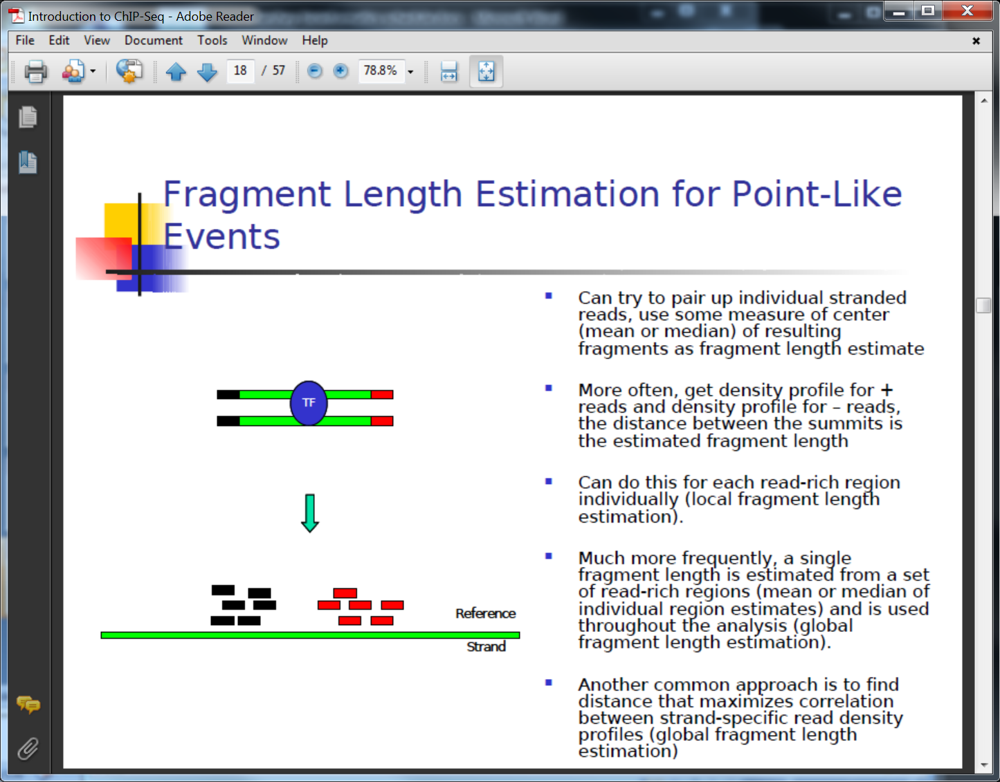 Introduction to ChIP-Seq - Adobe Reader
File Edit View Document Tools Window Help
18 / 57 78.8%
Fragment Length Estimation for Point-Like
Events
Can try to pair up individual stranded
reads, use some measure of center
(mean or median) of resulting
fragments as fragment length estimate
More often, get density profile for +
reads and density profile for – reads,
the distance between the summits is
the estimated fragment length
Can do this for each read-rich region
individually (local fragment length
estimation).
Much more frequently, a single
fragment length is estimated from a set
of read-rich regions (mean or median of
individual region estimates) and is used
throughout the analysis (global
fragment length estimation).
Another common approach is to find
distance that maximizes correlation
between strand-specific read density
profiles (global fragment length
estimation)
TF
Reference
Strand